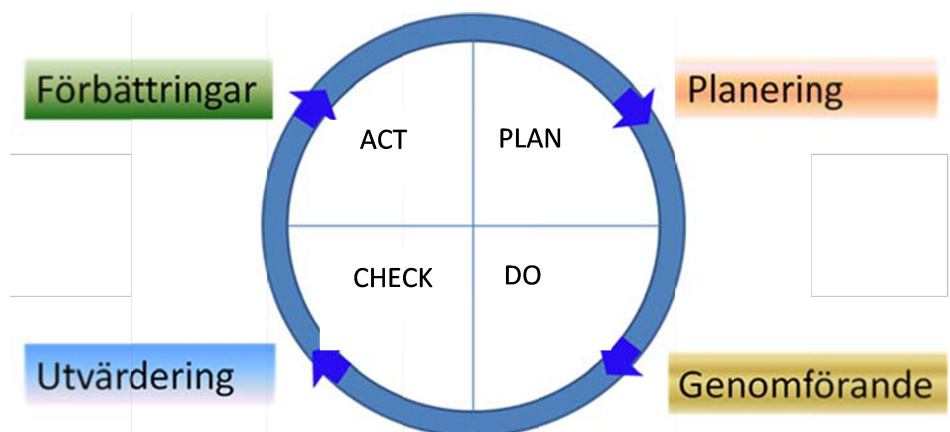 Förbättringar
Planering
ACT
PLAN
CHECK
DO
Utvärdering
Genomförande